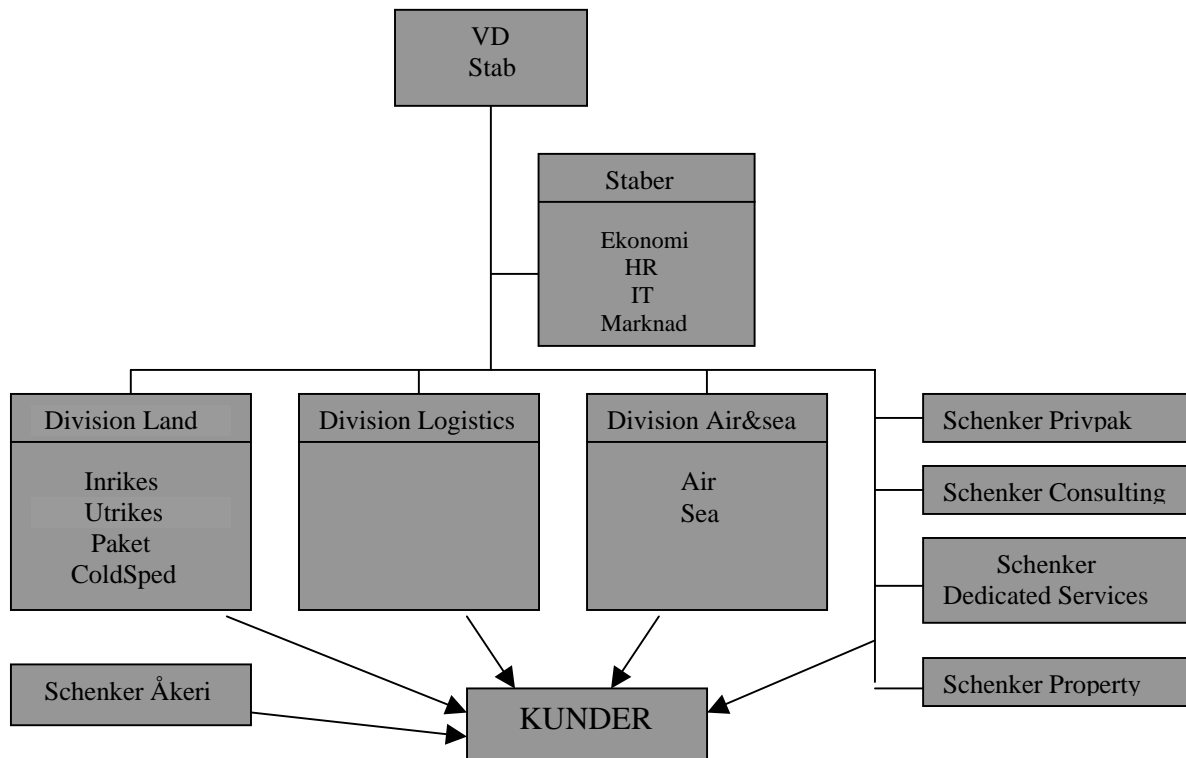 VD
Stab
Staber
Ekonomi
HR
IT
Marknad
Division Land
Inrikes
Utrikes
Paket
ColdSped
Division Logistics
Division Air&sea
Air
Sea
Schenker Privpak
Schenker Consulting
Schenker
Dedicated Services
Schenker Property
Schenker Åkeri
KUNDER